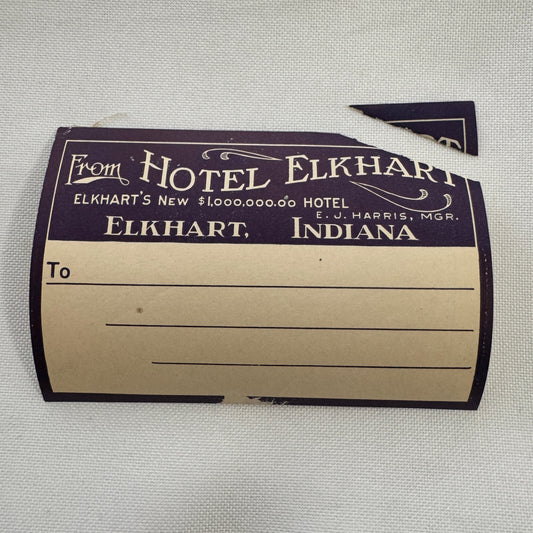 From HOTEL ELKHART
ELKHART'S NEW $1,000,000.00 HOTEL
E. J. HARRIS, MGR.
ELKHART, INDIANA
To